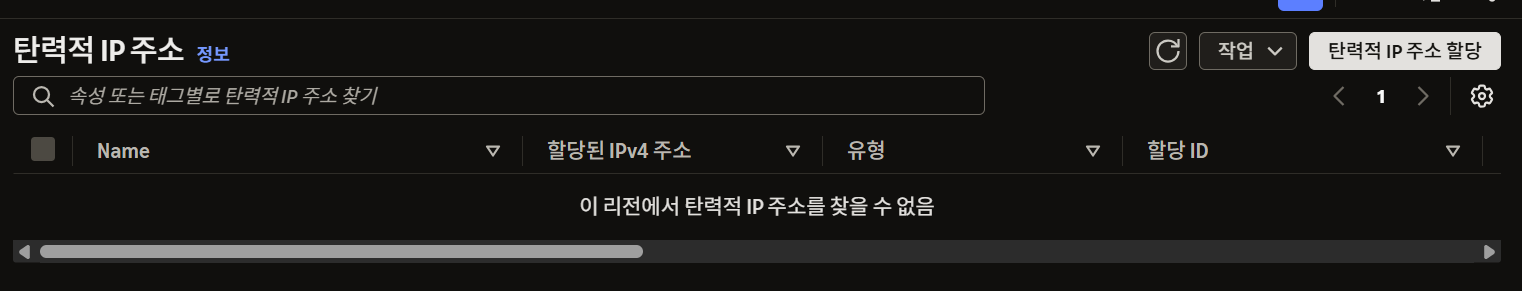 탄력적 IP 주소 정보
작업
탄력적 IP 주소 할당
속성 또는 태그별로 탄력적 IP 주소 찾기
1
Name 할당된 IPv4 주소 유형 할당 ID
이 리전에서 탄력적 IP 주소를 찾을 수 없음